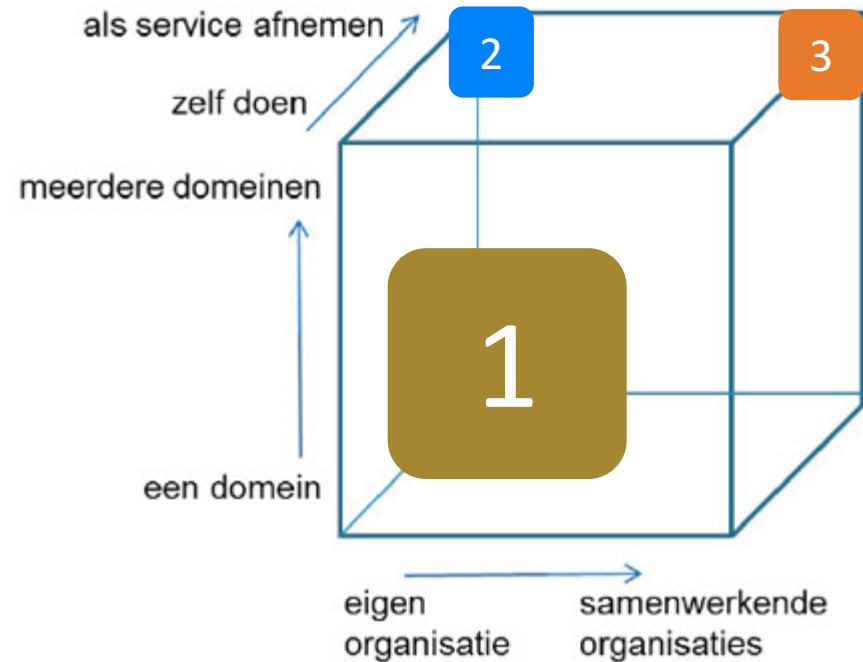 als service afnemen
2
3
zelf doen
meerdere domeinen
1
een domein
eigen
organisatie
samenwerkende
organisaties